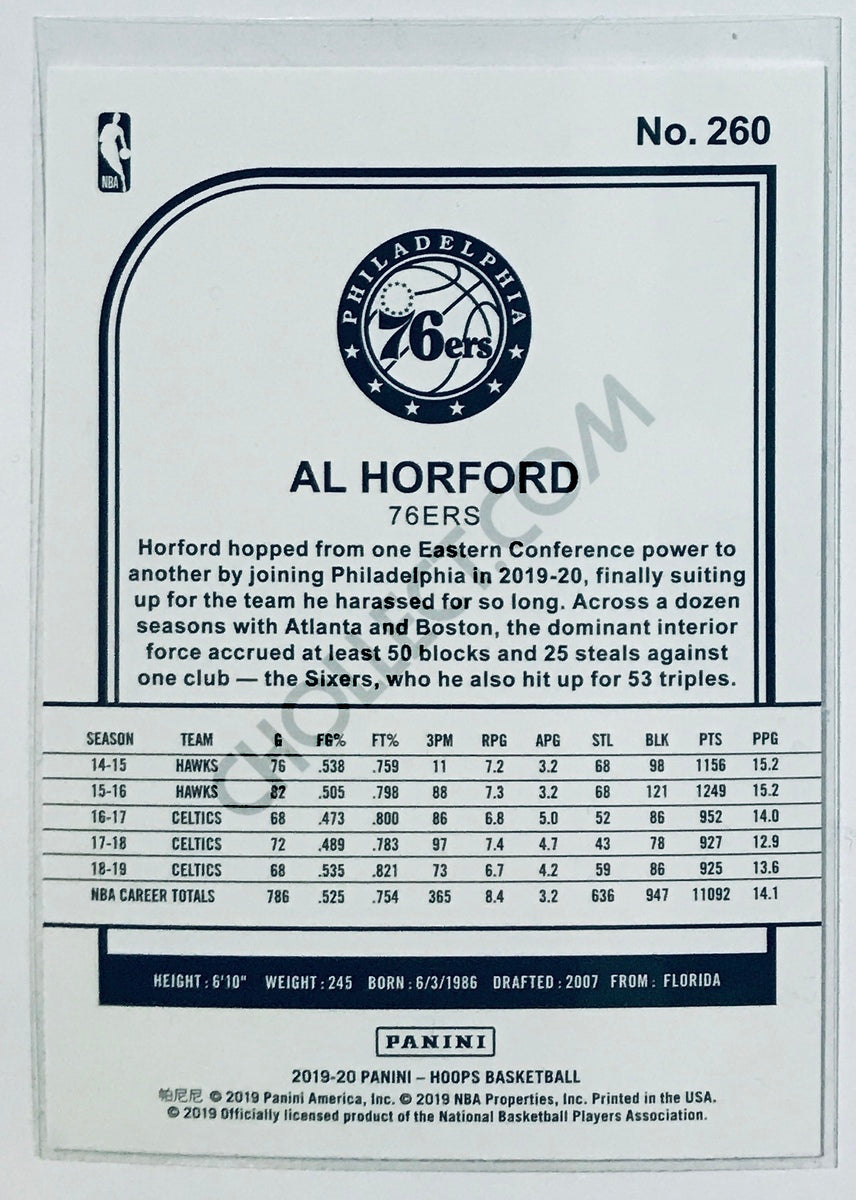 No. 260
NBA
PHILADELPHIA
76ers
AL HORFORD
76ERS
Horford hopped from one Eastern Conference power to
another by joining Philadelphia in 2019-20, finally suiting
up for the team he harassed for so long. Across a dozen
seasons with Atlanta and Boston, the dominant interior
force accrued at least 50 blocks and 25 steals against
one club — the Sixers, who he also hit up for 53 triples.
CHOLLECT.COM
SEASON TEAM G FG% FT% 3PM RPG APG STL BLK PTS PPG
14-15 HAWKS 76 .538 .759 11 7.2 3.2 68 98 1156 15.2
15-16 HAWKS 82 .505 .798 88 7.3 3.2 68 121 1249 15.2
16-17 CELTICS 68 .473 .800 86 6.8 5.0 52 86 952 14.0
17-18 CELTICS 72 .489 .783 97 7.4 4.7 43 78 927 12.9
18-19 CELTICS 68 .535 .821 73 6.7 4.2 59 86 925 13.6
NBA CAREER TOTALS 786 .525 .754 365 8.4 3.2 636 947 11092 14.1
HEIGHT: 6'10" WEIGHT: 245 BORN: 6/3/1986 DRAFTED: 2007 FROM: FLORIDA
PANINI
2019-20 PANINI – HOOPS BASKETBALL
帕尼尼 © 2019 Panini America, Inc. © 2019 NBA Properties, Inc. Printed in the USA.
© 2019 Officially licensed product of the National Basketball Players Association.